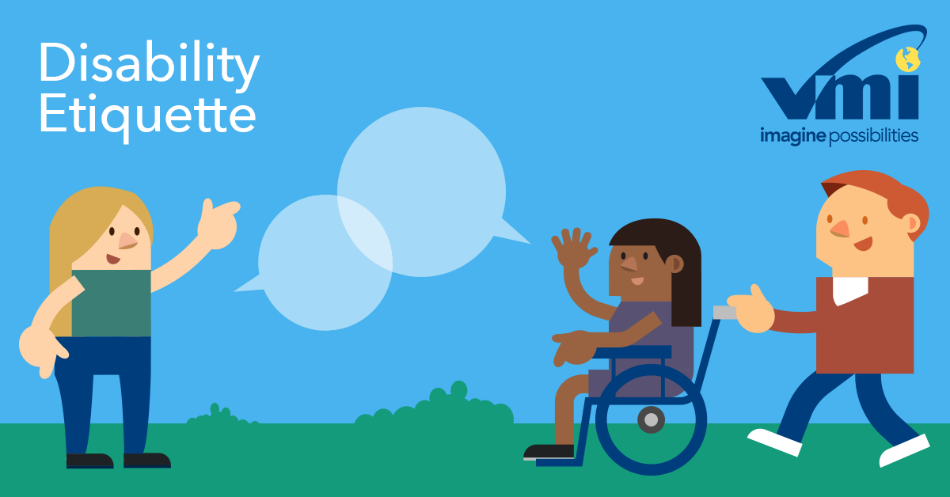 Disability
Etiquette
vmi
imagine possibilities